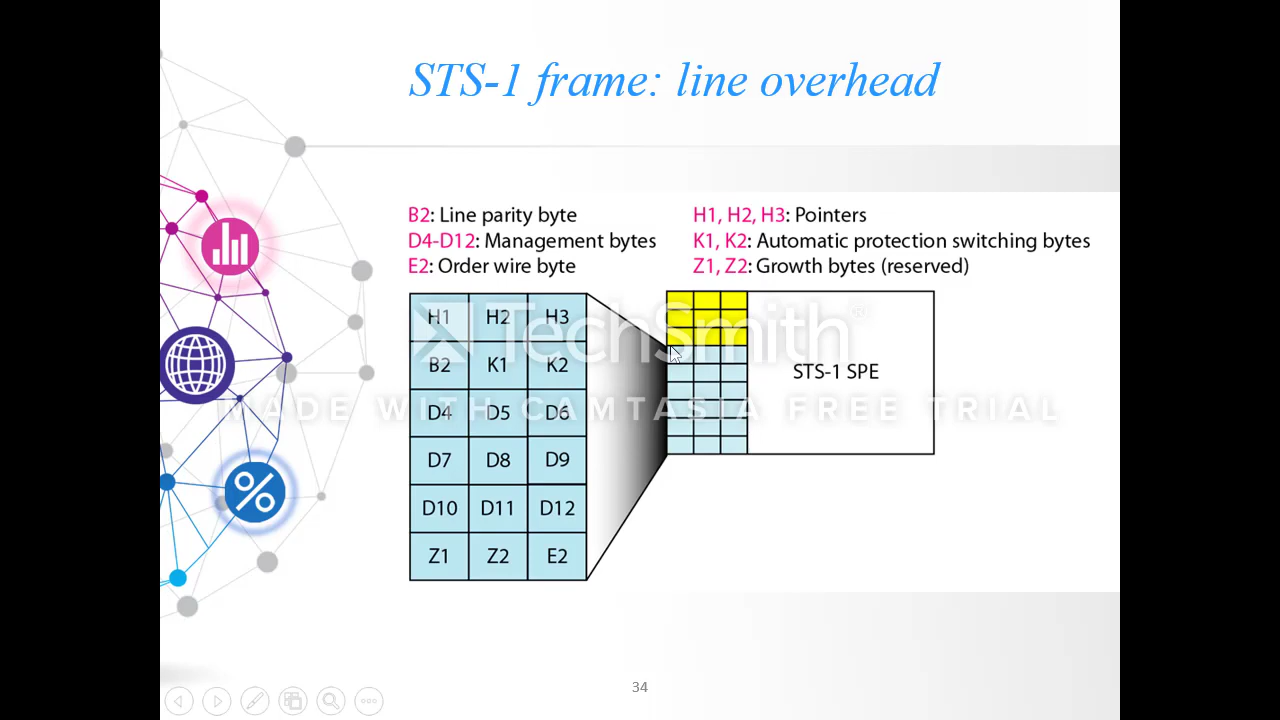 STS-1 frame: line overhead
B2: Line parity byte
D4-D12: Management bytes
E2: Order wire byte
H1, H2, H3: Pointers
K1, K2: Automatic protection switching bytes
Z1, Z2: Growth bytes (reserved)
H1 H2 H3
B2 K1 K2
D4 D5 D6
D7 D8 D9
D10 D11 D12
Z1 Z2 E2
STS-1 SPE
TechSmith®
MADE WITH CAMTASIA FREE TRIAL
34